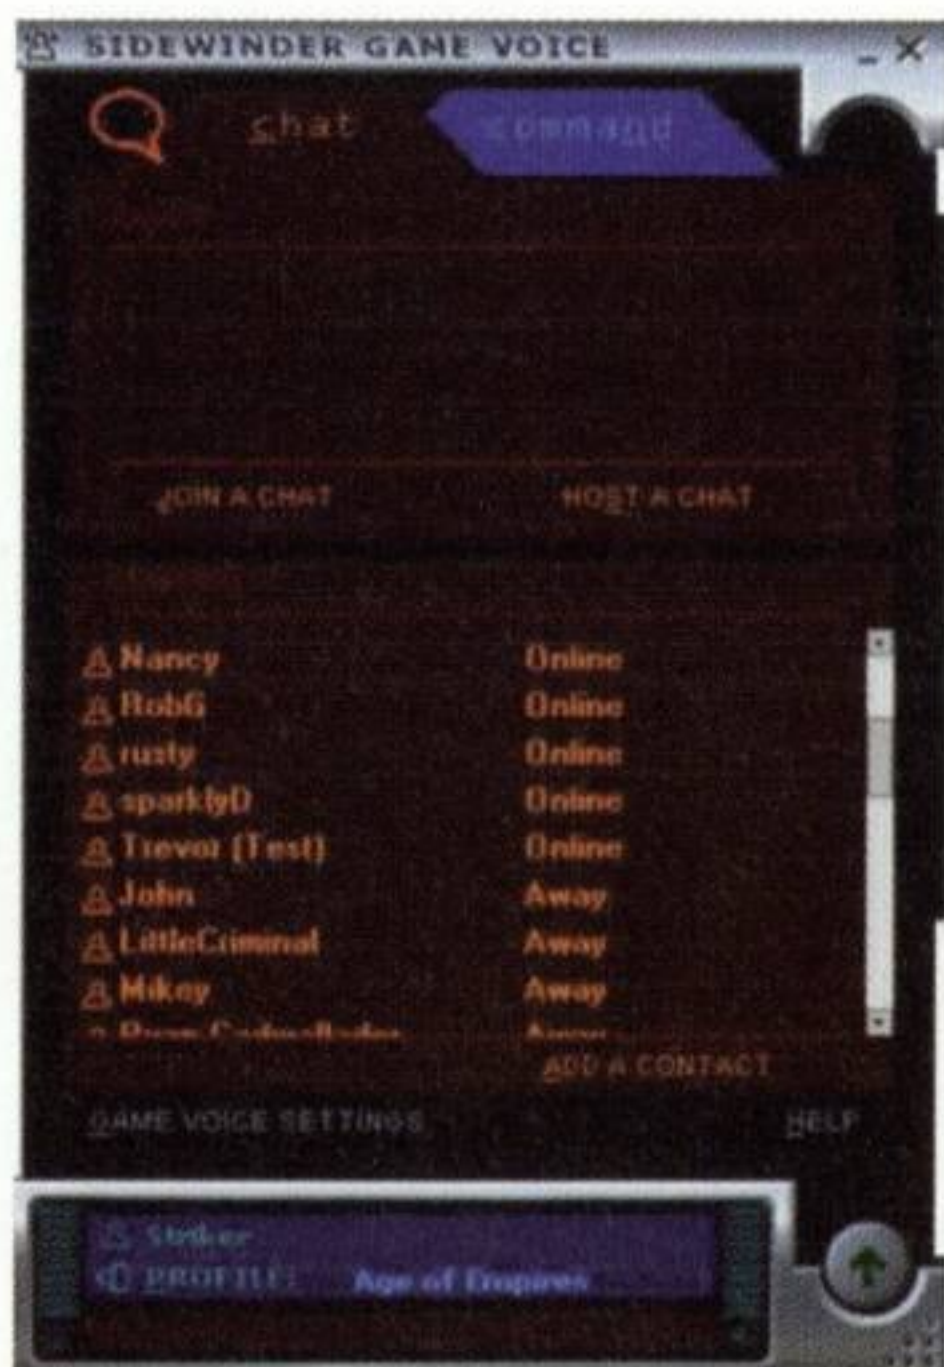 SIDEWINDER GAME VOICE
chat command
JOIN A CHAT HOST A CHAT
Nancy Online
RobG Online
rusty Online
sparklyD Online
Trevor (Test) Online
John Away
LittleCriminal Away
Mikey Away
Away
ADD A CONTACT
GAME VOICE SETTINGS HELP
Striker
PROFILE: Age of Empires